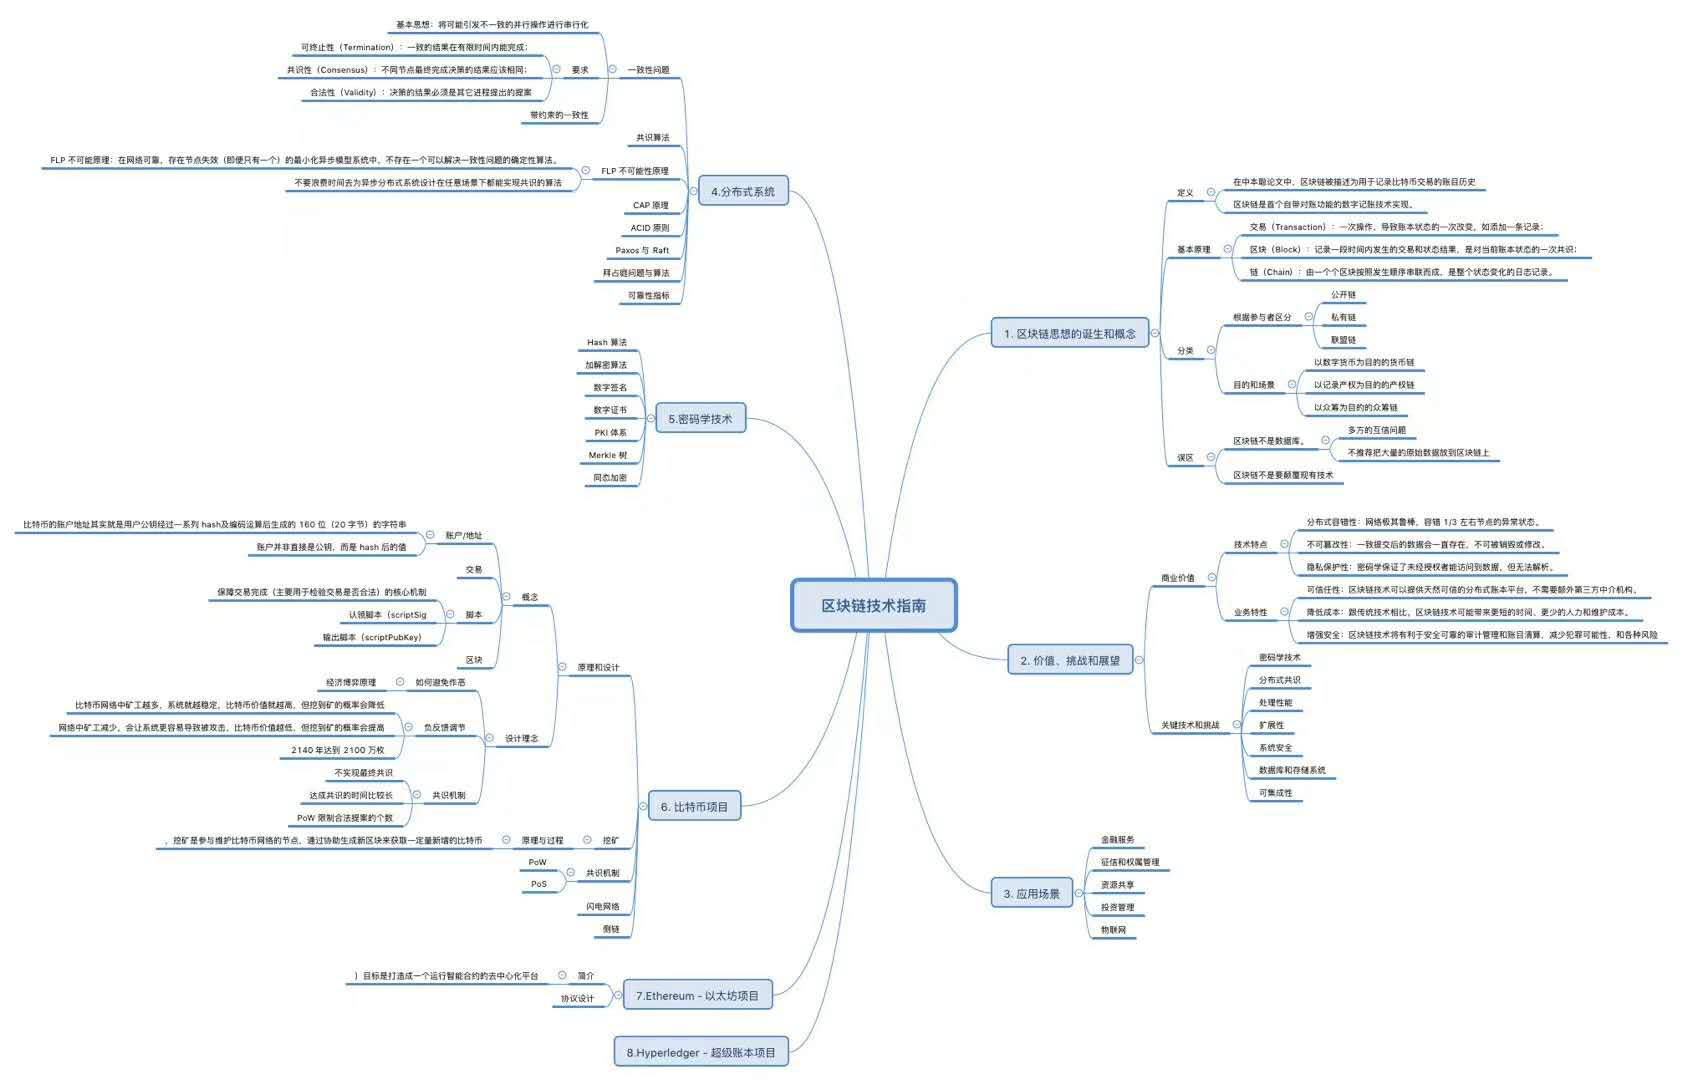 区块链技术指南
1. 区块链思想的诞生和概念
定义
在中本聪论文中，区块链被描述为用于记录比特币交易的账目历史
区块链是首个自带对账功能的数字记账技术实现。
基本原理
交易（Transaction）：一次操作，导致账本状态的一次改变，如添加一条记录；
区块（Block）：记录一段时间内发生的交易和状态结果，是对当前账本状态的一次共识；
链（Chain）：由一个个区块按照发生顺序串联而成，是整个状态变化的日志记录。
分类
根据参与者区分
公开链
私有链
联盟链
目的和场景
以数字货币为目的的货币链
以记录产权为目的的产权链
以众筹为目的的众筹链
误区
区块链不是数据库。
多方的互信问题
不推荐把大量的原始数据放到区块链上
区块链不是要颠覆现有技术
2. 价值、挑战和展望
商业价值
技术特点
分布式容错性：网络极其鲁棒，容错 1/3 左右节点的异常状态。
不可篡改性：一致提交后的数据会一直存在，不可被销毁或修改。
隐私保护性：密码学保证了未经授权者能访问到数据，但无法解析。
业务特性
可信任性：区块链技术可以提供天然可信的分布式账本平台，不需要额外第三方中介机构。
降低成本：跟传统技术相比，区块链技术可能带来更短的时间、更少的人力和维护成本。
增强安全：区块链技术将有利于安全可靠的审计管理和账目清算，减少犯罪可能性，和各种风险
关键技术和挑战
密码学技术
分布式共识
处理性能
扩展性
系统安全
数据库和存储系统
可集成性
3. 应用场景
金融服务
征信和权属管理
资源共享
投资管理
物联网
4.分布式系统
一致性问题
基本思想：将可能引发不一致的并行操作进行串行化
要求
可终止性（Termination）：一致的结果在有限时间内能完成；
共识性（Consensus）：不同节点最终完成决策的结果应该相同；
合法性（Validity）：决策的结果必须是其它进程提出的提案
带约束的一致性
共识算法
FLP 不可能性原理
FLP 不可能原理：在网络可靠，存在节点失效（即便只有一个）的最小化异步模型系统中，不存在一个可以解决一致性问题的确定性算法。
不要浪费时间去为异步分布式系统设计在任意场景下都能实现共识的算法
CAP 原理
ACID 原则
Paxos 与 Raft
拜占庭问题与算法
可靠性指标
5.密码学技术
Hash 算法
加解密算法
数字签名
数字证书
PKI 体系
Merkle 树
同态加密
6. 比特币项目
原理和设计
概念
账户/地址
比特币的账户地址其实就是用户公钥经过一系列 hash及编码运算后生成的 160 位（20 字节）的字符串
账户并非直接是公钥，而是 hash 后的值
交易
脚本
保障交易完成（主要用于检验交易是否合法）的核心机制
认领脚本（scriptSig
输出脚本（scriptPubKey）
区块
设计理念
如何避免作恶
经济博弈原理
负反馈调节
比特币网络中矿工越多，系统就越稳定，比特币价值就越高，但挖到矿的概率会降低
网络中矿工减少，会让系统更容易导致被攻击，比特币价值越低，但挖到矿的概率会提高
2140 年达到 2100 万枚
共识机制
不实现最终共识
达成共识的时间比较长
PoW 限制合法提案的个数
挖矿
原理与过程
，挖矿是参与维护比特币网络的节点，通过协助生成新区块来获取一定量新增的比特币
共识机制
PoW
PoS
闪电网络
侧链
7.Ethereum - 以太坊项目
简介
）目标是打造成一个运行智能合约的去中心化平台
协议设计
8.Hyperledger - 超级账本项目